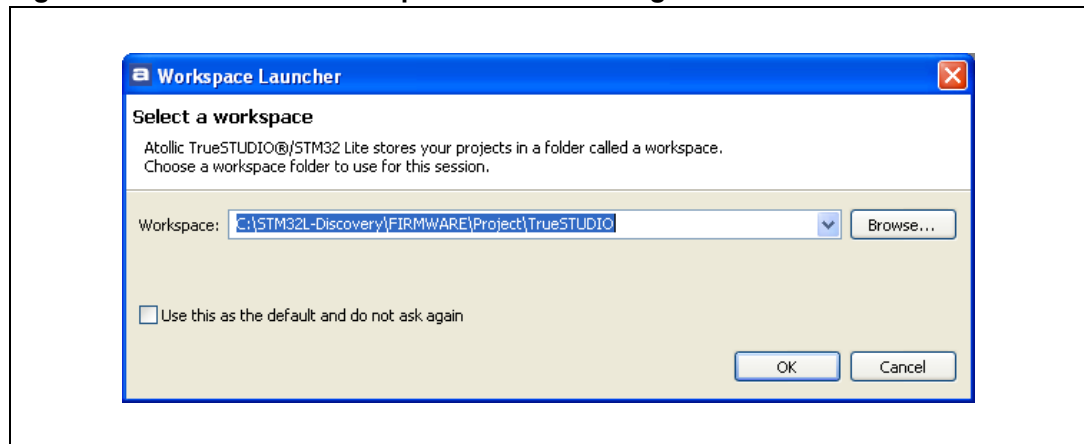 Workspace Launcher
Select a workspace
Atollic TrueSTUDIO®/STM32 Lite stores your projects in a folder called a workspace.
Choose a workspace folder to use for this session.
Workspace: C:\STM32L-Discovery\FIRMWARE\Project\TrueSTUDIO Browse...
Use this as the default and do not ask again
OK Cancel